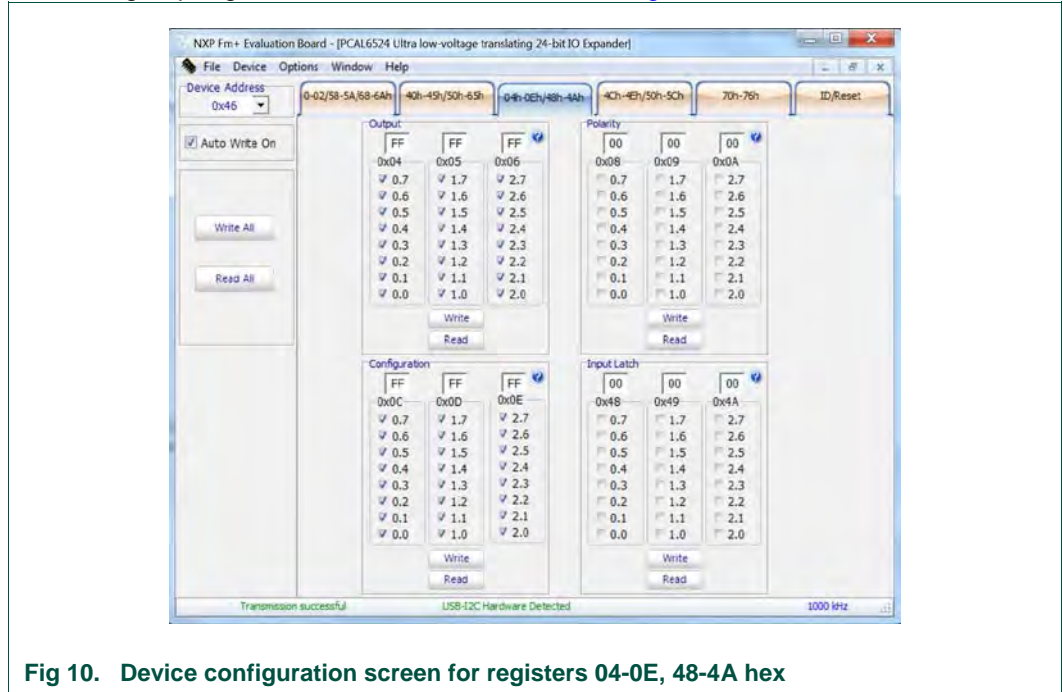 NXP Fm+ Evaluation Board - [PCAL6524 Ultra low-voltage translating 24-bit IO Expander]
File Device Options Window Help
Device Address
0x46
0-02/58-5A/68-6Ah 40h-45h/50h-65h 04h-0Eh/48h-4Ah 4Ch-4Eh/50h-5Ch 70h-76h ID/Reset
Auto Write On
Write All
Read All
Output
FF FF FF
0x04 0x05 0x06
0.7 1.7 2.7
0.6 1.6 2.6
0.5 1.5 2.5
0.4 1.4 2.4
0.3 1.3 2.3
0.2 1.2 2.2
0.1 1.1 2.1
0.0 1.0 2.0
Write
Read
Polarity
00 00 00
0x08 0x09 0x0A
0.7 1.7 2.7
0.6 1.6 2.6
0.5 1.5 2.5
0.4 1.4 2.4
0.3 1.3 2.3
0.2 1.2 2.2
0.1 1.1 2.1
0.0 1.0 2.0
Write
Read
Configuration
FF FF FF
0x0C 0x0D 0x0E
0.7 1.7 2.7
0.6 1.6 2.6
0.5 1.5 2.5
0.4 1.4 2.4
0.3 1.3 2.3
0.2 1.2 2.2
0.1 1.1 2.1
0.0 1.0 2.0
Write
Read
Input Latch
00 00 00
0x48 0x49 0x4A
0.7 1.7 2.7
0.6 1.6 2.6
0.5 1.5 2.5
0.4 1.4 2.4
0.3 1.3 2.3
0.2 1.2 2.2
0.1 1.1 2.1
0.0 1.0 2.0
Write
Read
Transmission successful USB-I2C Hardware Detected 1000 kHz
Fig 10. Device configuration screen for registers 04-0E, 48-4A hex